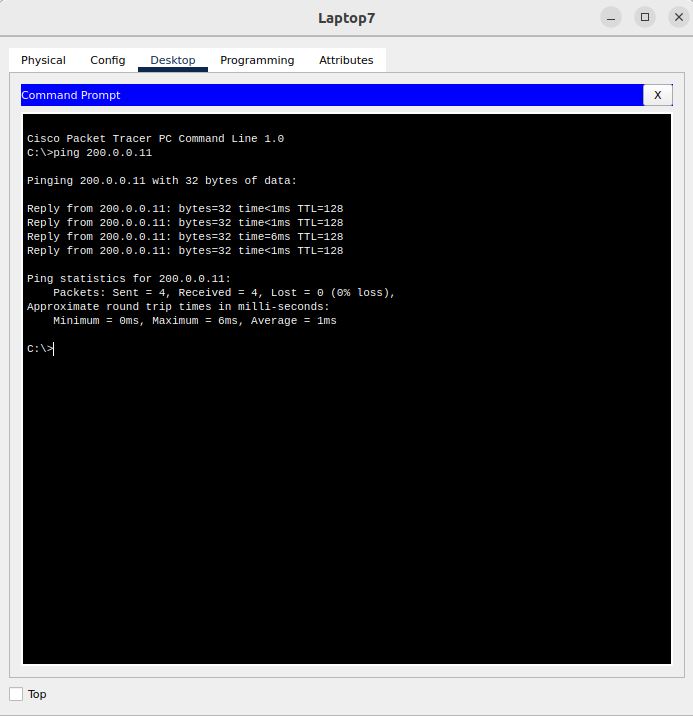 Laptop7
Physical Config Desktop Programming Attributes
Command Prompt X
Cisco Packet Tracer PC Command Line 1.0
C:\>ping 200.0.0.11
Pinging 200.0.0.11 with 32 bytes of data:
Reply from 200.0.0.11: bytes=32 time<1ms TTL=128
Reply from 200.0.0.11: bytes=32 time<1ms TTL=128
Reply from 200.0.0.11: bytes=32 time=6ms TTL=128
Reply from 200.0.0.11: bytes=32 time<1ms TTL=128
Ping statistics for 200.0.0.11:
Packets: Sent = 4, Received = 4, Lost = 0 (0% loss),
Approximate round trip times in milli-seconds:
Minimum = 0ms, Maximum = 6ms, Average = 1ms
C:\>
Top